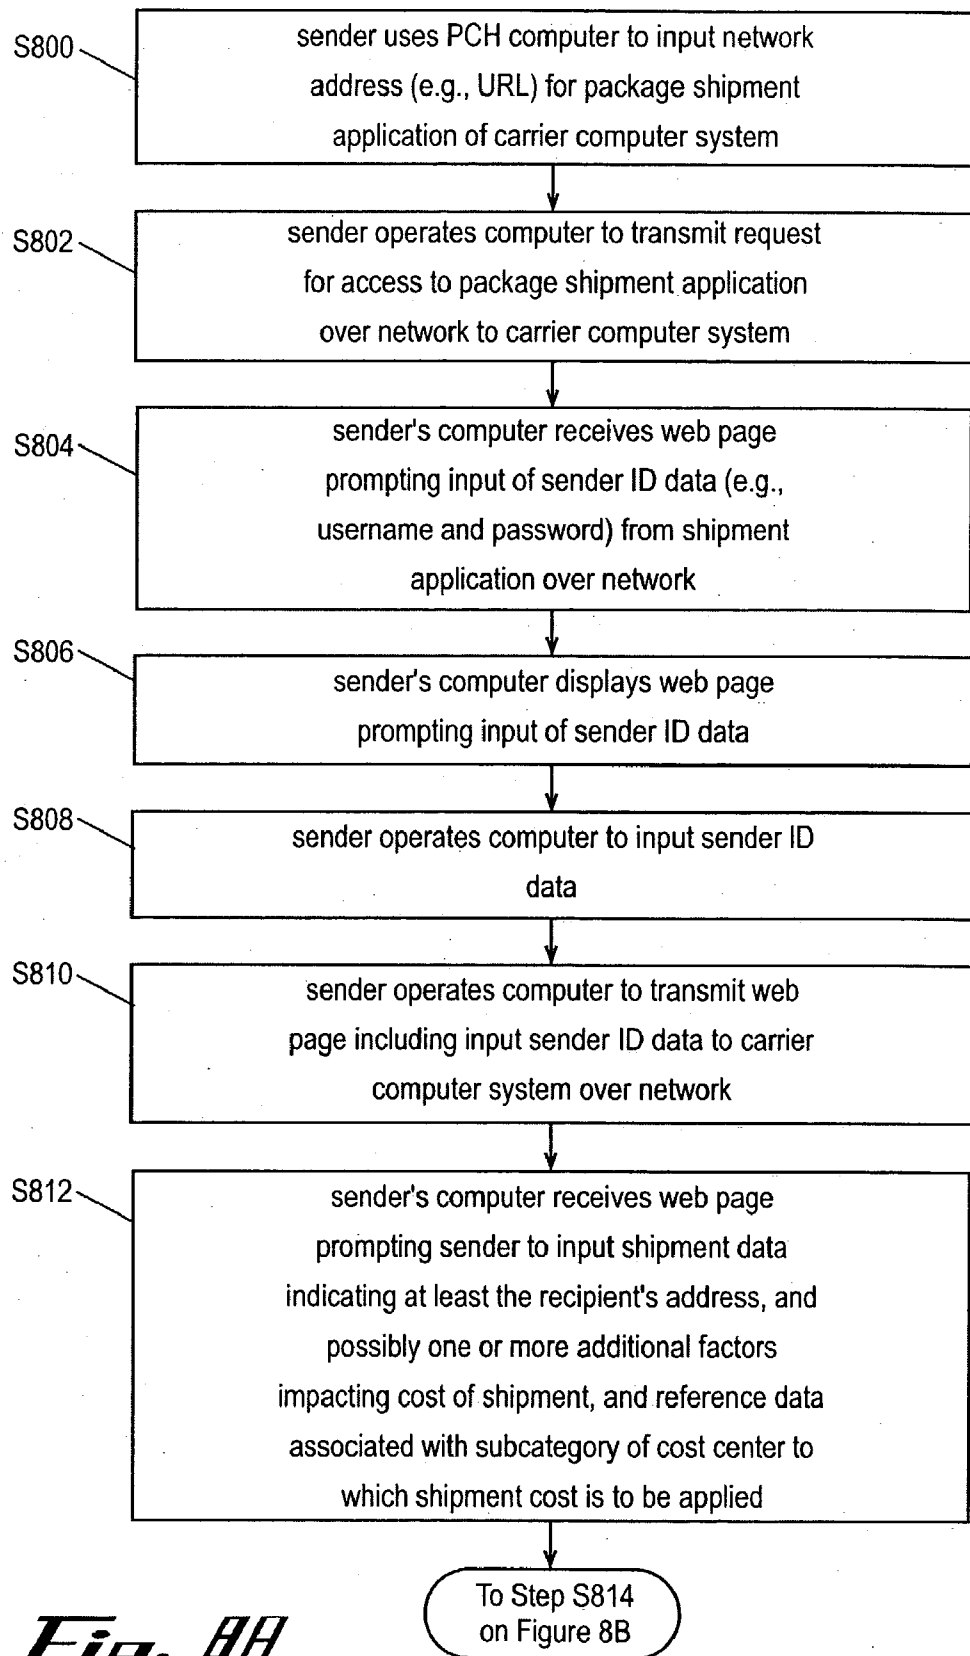 S800
sender uses PCH computer to input network
address (e.g., URL) for package shipment
application of carrier computer system
S802
sender operates computer to transmit request
for access to package shipment application
over network to carrier computer system
S804
sender's computer receives web page
prompting input of sender ID data (e.g.,
username and password) from shipment
application over network
S806
sender's computer displays web page
prompting input of sender ID data
S808
sender operates computer to input sender ID
data
S810
sender operates computer to transmit web
page including input sender ID data to carrier
computer system over network
S812
sender's computer receives web page
prompting sender to input shipment data
indicating at least the recipient's address, and
possibly one or more additional factors
impacting cost of shipment, and reference data
associated with subcategory of cost center to
which shipment cost is to be applied
To Step S814
on Figure 8B
Fig. 8A